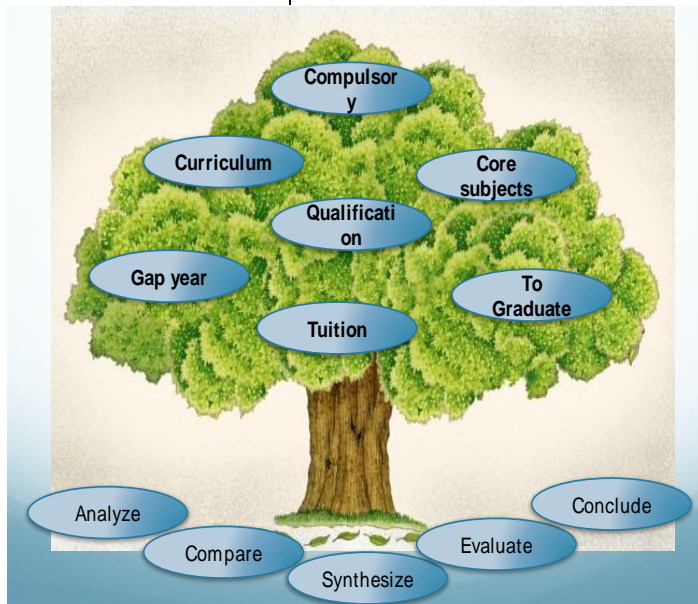 Compulsor
y
Curriculum
Core
subjects
Qualificati
on
Gap year
To
Graduate
Tuition
Analyze
Compare
Synthesize
Evaluate
Conclude